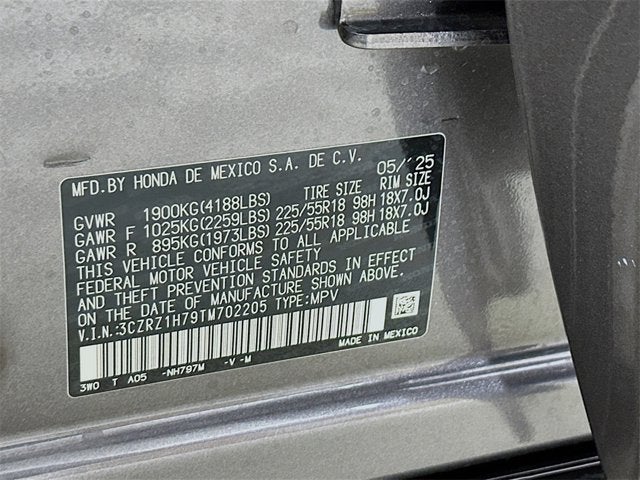 MFD.BY HONDA DE MEXICO S.A. DE C.V. 05/´25
TIRE SIZE RIM SIZE
GVWR 1900KG(4188LBS)
GAWR F 1025KG(2259LBS) 225/55R18 98H 18X7.0J
GAWR R 895KG(1973LBS) 225/55R18 98H 18X7.0J
THIS VEHICLE CONFORMS TO ALL APPLICABLE
FEDERAL MOTOR VEHICLE SAFETY
AND THEFT PREVENTION STANDARDS IN EFFECT
ON THE DATE OF MANUFACTURE SHOWN ABOVE.
V.I.N.:3CZRZ1H79TM702205 TYPE:MPV
MADE IN MEXICO
3W0 T A05 -NH797M -V -M